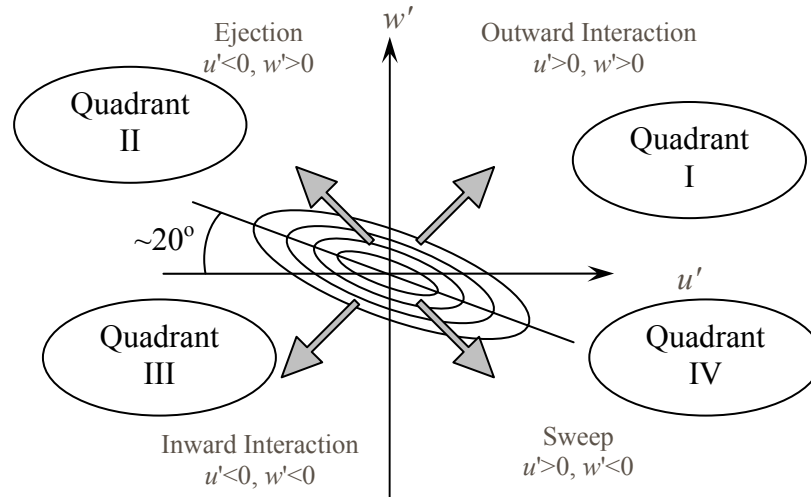 w'
Ejection
u'<0, w'>0
Outward Interaction
u'>0, w'>0
Quadrant
II
Quadrant
I
~20º
u'
Quadrant
III
Quadrant
IV
Inward Interaction
u'<0, w'<0
Sweep
u'>0, w'<0